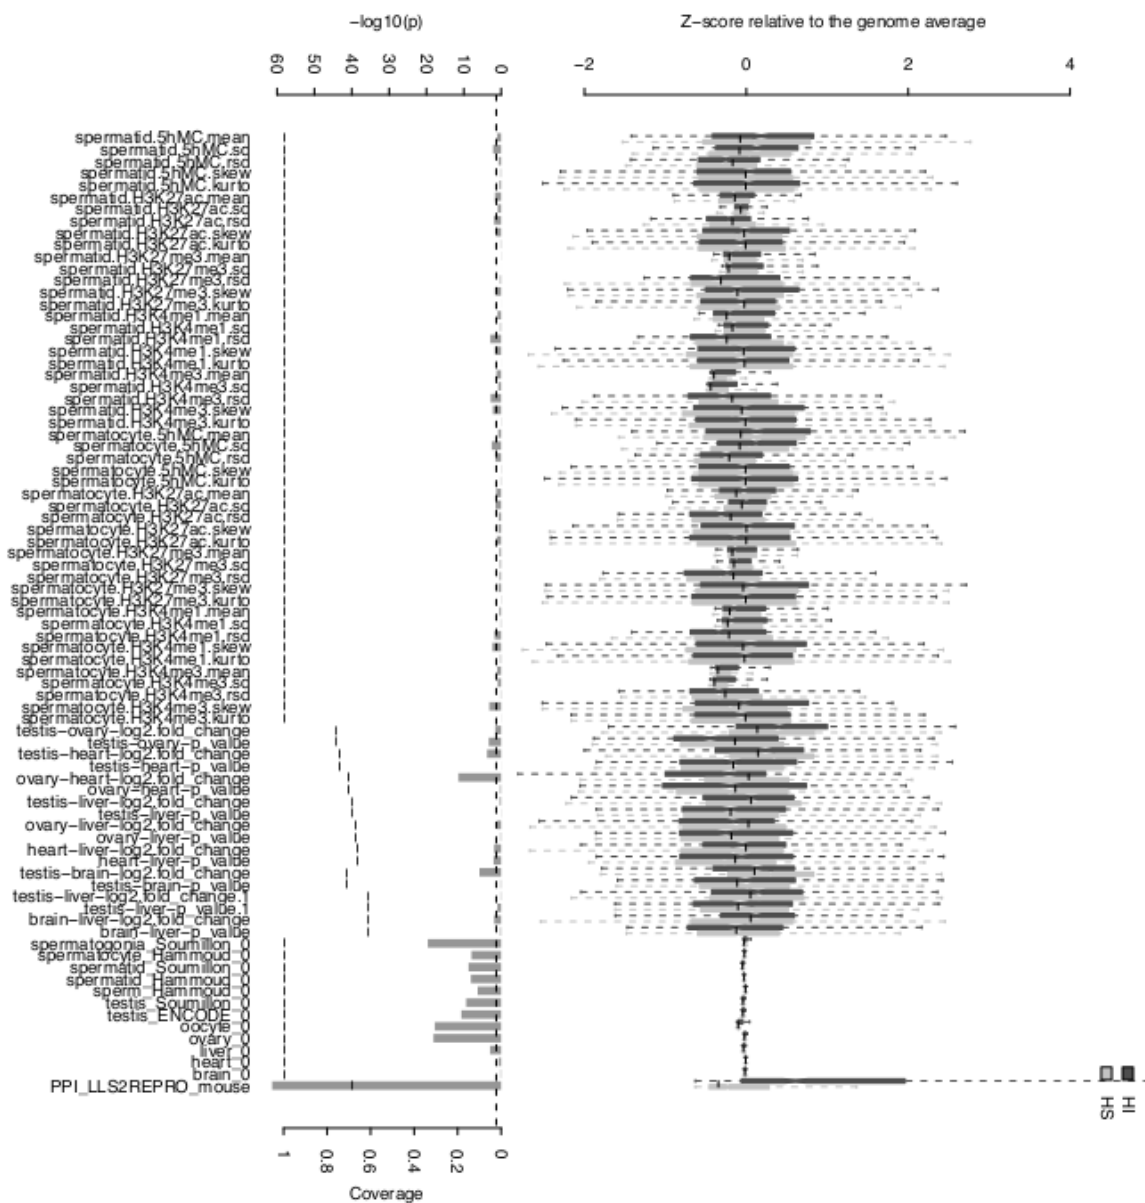 -log10(p)
Z-score relative to the genome average
60 50 40 30 20 10 0
-2 0 2 4
spermatid.5hMC.mean
spermatid.5hMC.sd
spermatid.5hMC.rsd
spermatid.5hMC.skew
spermatid.5hMC.kurto
spermatid.H3K27ac.mean
spermatid.H3K27ac.sd
spermatid.H3K27ac.rsd
spermatid.H3K27ac.skew
spermatid.H3K27ac.kurto
spermatid.H3K27me3.mean
spermatid.H3K27me3.sd
spermatid.H3K27me3.rsd
spermatid.H3K27me3.skew
spermatid.H3K27me3.kurto
spermatid.H3K4me1.mean
spermatid.H3K4me1.sd
spermatid.H3K4me1.rsd
spermatid.H3K4me1.skew
spermatid.H3K4me1.kurto
spermatid.H3K4me3.mean
spermatid.H3K4me3.sd
spermatid.H3K4me3.rsd
spermatid.H3K4me3.skew
spermatid.H3K4me3.kurto
spermatocyte.5hMC.mean
spermatocyte.5hMC.sd
spermatocyte.5hMC.rsd
spermatocyte.5hMC.skew
spermatocyte.5hMC.kurto
spermatocyte.H3K27ac.mean
spermatocyte.H3K27ac.sd
spermatocyte.H3K27ac.rsd
spermatocyte.H3K27ac.skew
spermatocyte.H3K27ac.kurto
spermatocyte.H3K27me3.mean
spermatocyte.H3K27me3.sd
spermatocyte.H3K27me3.rsd
spermatocyte.H3K27me3.skew
spermatocyte.H3K27me3.kurto
spermatocyte.H3K4me1.mean
spermatocyte.H3K4me1.sd
spermatocyte.H3K4me1.rsd
spermatocyte.H3K4me1.skew
spermatocyte.H3K4me1.kurto
spermatocyte.H3K4me3.mean
spermatocyte.H3K4me3.sd
spermatocyte.H3K4me3.rsd
spermatocyte.H3K4me3.skew
spermatocyte.H3K4me3.kurto
testis-ovary-log2.fold_change
testis-ovary-p_value
testis-heart-log2.fold_change
testis-heart-p_value
ovary-heart-log2.fold_change
ovary-heart-p_value
testis-liver-log2.fold_change
testis-liver-p_value
ovary-liver-log2.fold_change
ovary-liver-p_value
heart-liver-log2.fold_change
heart-liver-p_value
testis-brain-log2.fold_change
testis-brain-p_value
testis-liver-log2.fold_change.1
testis-liver-p_value.1
brain-liver-log2.fold_change
brain-liver-p_value
spermatogonia_Soumillon_0
spermatocyte_Hammoud_0
spermatid_Soumillon_0
spermatid_Hammoud_0
sperm_Hammoud_0
testis_Soumillon_0
testis_ENCODE_0
oocyte_0
ovary_0
liver_0
heart_0
brain_0
PPI_LLS2REPRO_mouse
HI
HS
1 0.8 0.6 0.4 0.2 0
Coverage